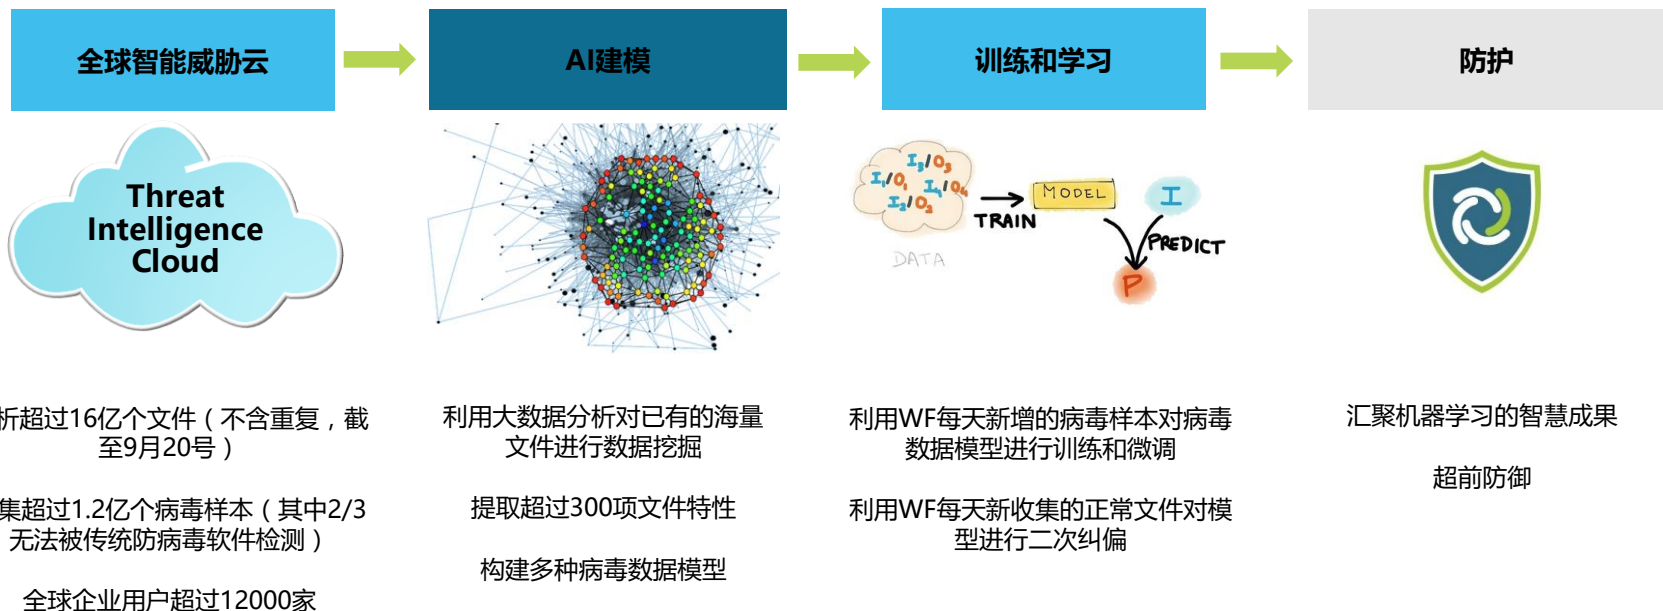 全球智能威胁云
AI建模
训练和学习
防护
Threat
Intelligence
Cloud
I3/O3
I1/O1
I4/O4
I2/O2
DATA
TRAIN
MODEL
I
PREDICT
P
析超过16亿个文件（不含重复，截
至9月20号）
集超过1.2亿个病毒样本（其中2/3
无法被传统防病毒软件检测）
全球企业用户超过12000家
利用大数据分析对已有的海量
文件进行数据挖掘
提取超过300项文件特性
构建多种病毒数据模型
利用WF每天新增的病毒样本对病毒
数据模型进行训练和微调
利用WF每天新收集的正常文件对模
型进行二次纠偏
汇聚机器学习的智慧成果
超前防御